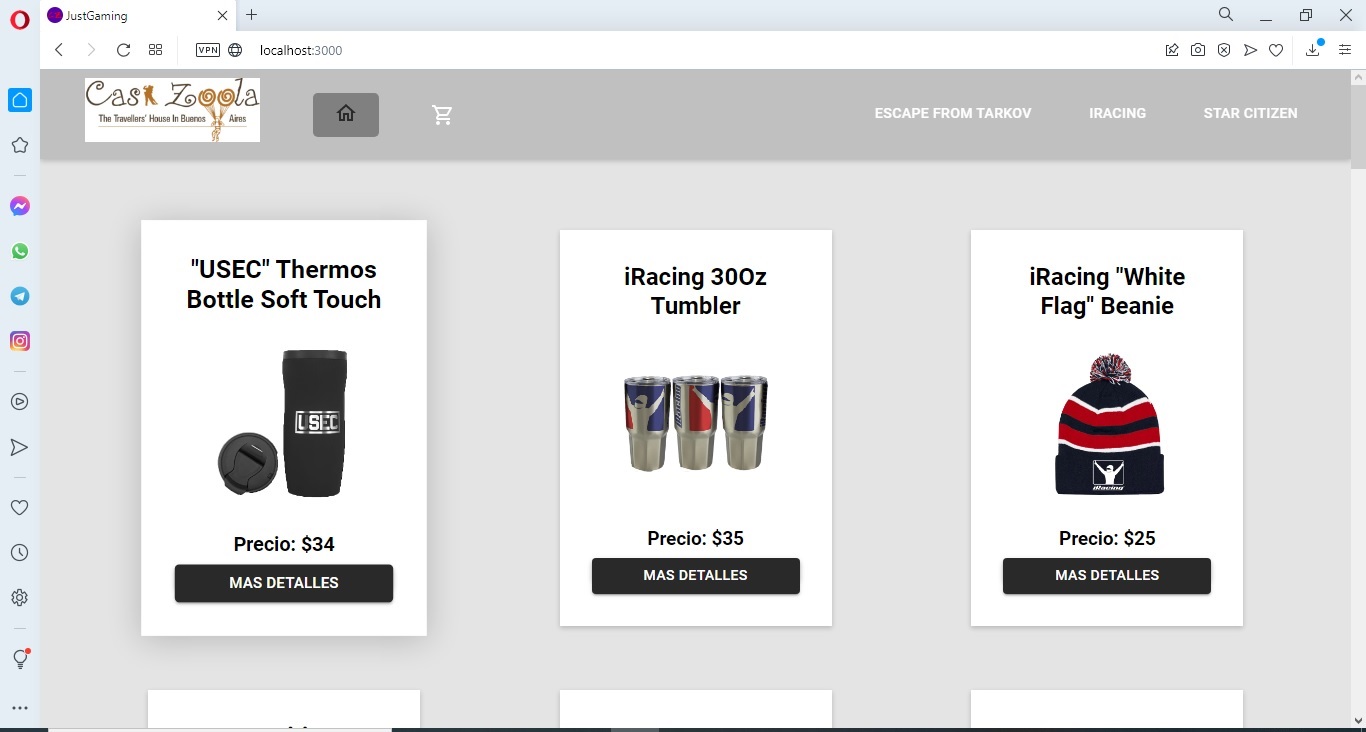 JustGaming
VPN
localhost:3000
Casa Zoola
The Travellers' House In Buenos Aires
ESCAPE FROM TARKOV
IRACING
STAR CITIZEN
"USEC" Thermos
Bottle Soft Touch
USEC
Precio: $34
MAS DETALLES
iRacing 30Oz
Tumbler
iRacing
Precio: $35
MAS DETALLES
iRacing "White
Flag" Beanie
iRacing
Precio: $25
MAS DETALLES